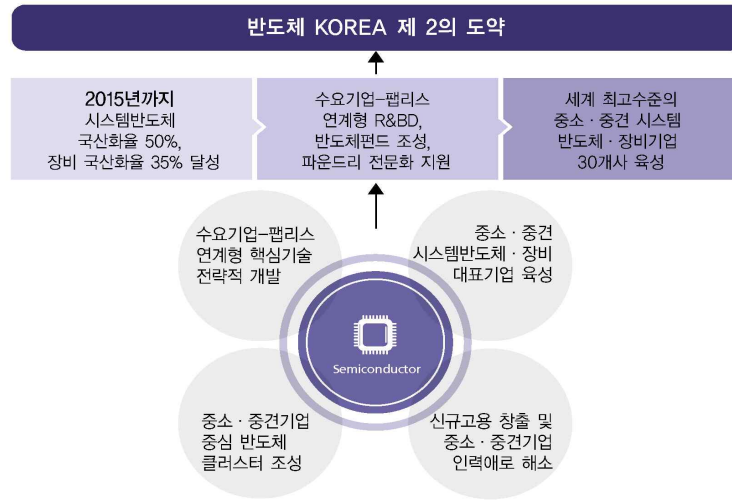 반도체 KOREA 제 2의 도약
2015년까지
시스템반도체
국산화율 50%,
장비 국산화율 35% 달성
수요기업-팹리스
연계형 R&BD,
반도체펀드 조성,
파운드리 전문화 지원
세계 최고수준의
중소·중견 시스템
반도체·장비기업
30개사 육성
수요기업-팹리스
연계형 핵심기술
전략적 개발
중소·중견
시스템반도체·장비
대표기업 육성
Semiconductor
중소·중견기업
중심 반도체
클러스터 조성
신규고용 창출 및
중소·중견기업
인력애로 해소